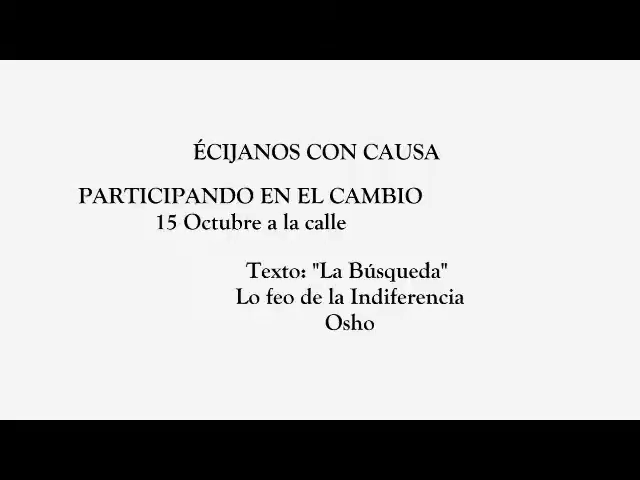 ÉCIJANOS CON CAUSA
PARTICIPANDO EN EL CAMBIO
15 Octubre a la calle
Texto: "La Búsqueda"
Lo feo de la Indiferencia
Osho